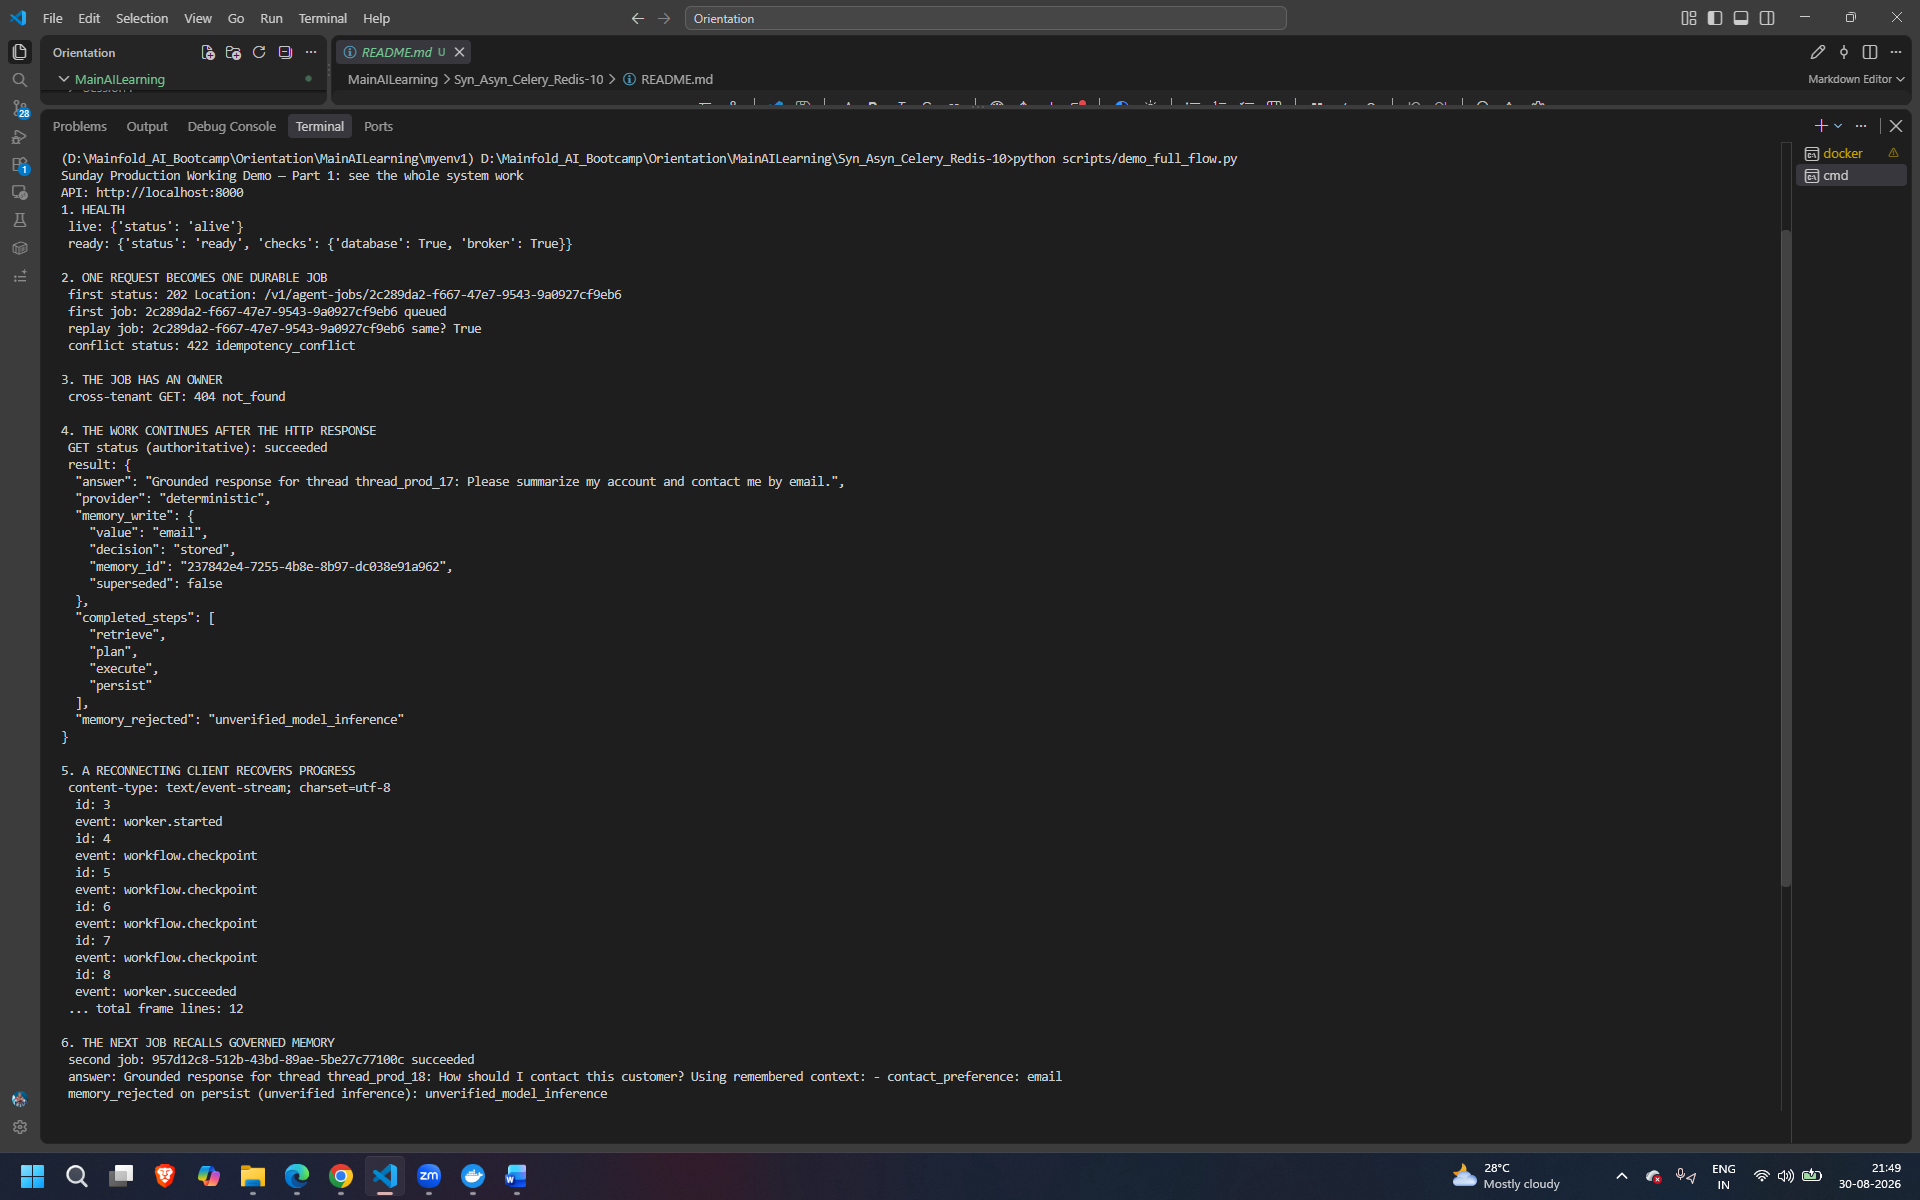 File Edit Selection View Go Run Terminal Help
Orientation
Orientation
README.md U
MainAILearning
MainAILearning > Syn_Asyn_Celery_Redis-10 > README.md
Markdown Editor
28
1
Problems Output Debug Console Terminal Ports
docker
cmd
(D:\Mainfold_AI_Bootcamp\Orientation\MainAILearning\myenv1) D:\Mainfold_AI_Bootcamp\Orientation\MainAILearning\Syn_Asyn_Celery_Redis-10>python scripts/demo_full_flow.py
Sunday Production Working Demo — Part 1: see the whole system work
API: http://localhost:8000
1. HEALTH
live: {'status': 'alive'}
ready: {'status': 'ready', 'checks': {'database': True, 'broker': True}}
2. ONE REQUEST BECOMES ONE DURABLE JOB
first status: 202 Location: /v1/agent-jobs/2c289da2-f667-47e7-9543-9a0927cf9eb6
first job: 2c289da2-f667-47e7-9543-9a0927cf9eb6 queued
replay job: 2c289da2-f667-47e7-9543-9a0927cf9eb6 same? True
conflict status: 422 idempotency_conflict
3. THE JOB HAS AN OWNER
cross-tenant GET: 404 not_found
4. THE WORK CONTINUES AFTER THE HTTP RESPONSE
GET status (authoritative): succeeded
result: {
"answer": "Grounded response for thread thread_prod_17: Please summarize my account and contact me by email.",
"provider": "deterministic",
"memory_write": {
"value": "email",
"decision": "stored",
"memory_id": "237842e4-7255-4b8e-8b97-dc038e91a962",
"superseded": false
},
"completed_steps": [
"retrieve",
"plan",
"execute",
"persist"
],
"memory_rejected": "unverified_model_inference"
}
5. A RECONNECTING CLIENT RECOVERS PROGRESS
content-type: text/event-stream; charset=utf-8
id: 3
event: worker.started
id: 4
event: workflow.checkpoint
id: 5
event: workflow.checkpoint
id: 6
event: workflow.checkpoint
id: 7
event: workflow.checkpoint
id: 8
event: worker.succeeded
... total frame lines: 12
6. THE NEXT JOB RECALLS GOVERNED MEMORY
second job: 957d12c8-512b-43bd-89ae-5be27c77100c succeeded
answer: Grounded response for thread thread_prod_18: How should I contact this customer? Using remembered context: - contact_preference: email
memory_rejected on persist (unverified inference): unverified_model_inference
zm
28°C
Mostly cloudy
ENG
IN
21:49
30-08-2026